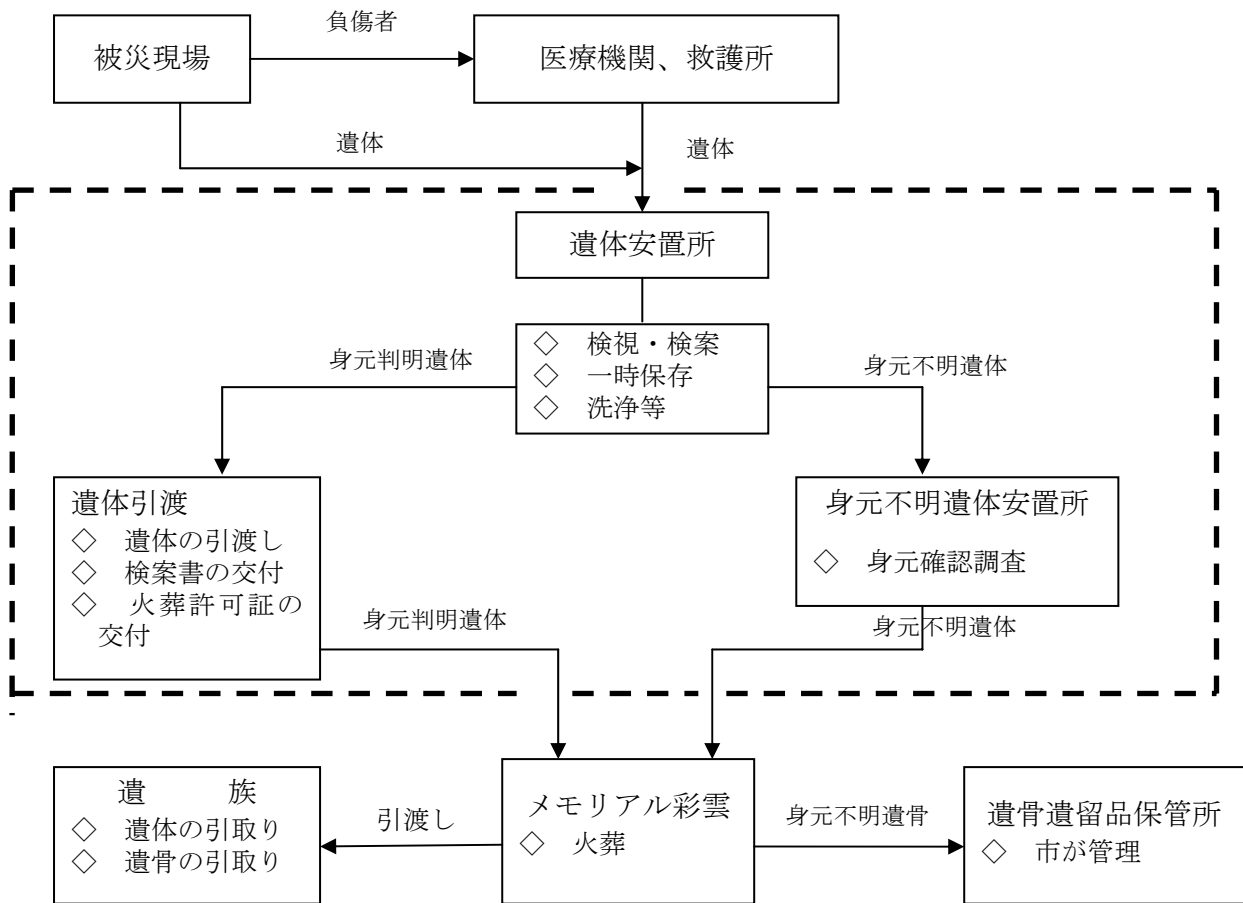 負傷者
被災現場
医療機関、救護所
遺体
遺体
遺体安置所
◇ 検視・検案
◇ 一時保存
◇ 洗浄等
身元判明遺体
身元不明遺体
遺体引渡
◇ 遺体の引渡し
◇ 検案書の交付
◇ 火葬許可証の
交付
身元不明遺体安置所
◇ 身元確認調査
身元判明遺体
身元不明遺体
遺 族
◇ 遺体の引取り
◇ 遺骨の引取り
引渡し
メモリアル彩雲
◇ 火葬
身元不明遺骨
遺骨遺留品保管所
◇ 市が管理